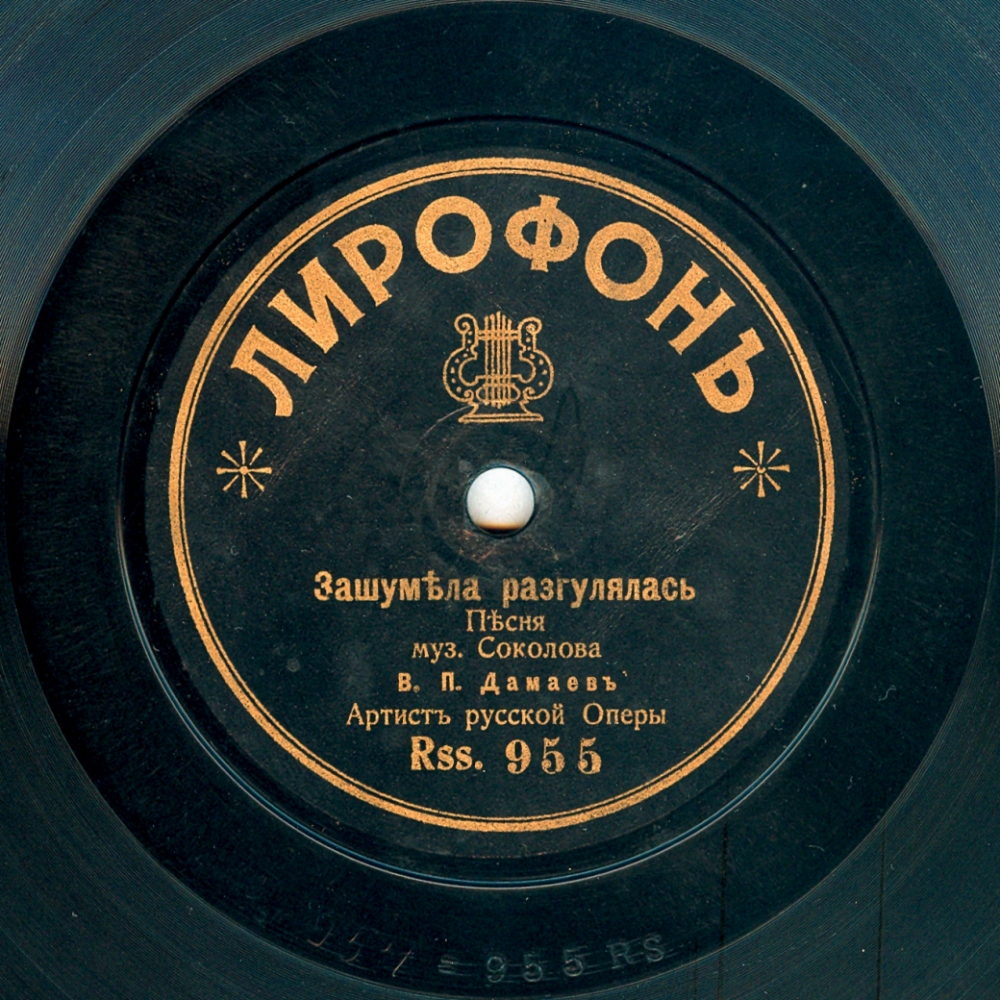 ЛИРОФОНЪ
Зашумѣла разгулялась
Пѣсня
муз. Соколова
В. П. Дамаевъ
Артистъ русской Оперы
Rss. 955
= 955 RS